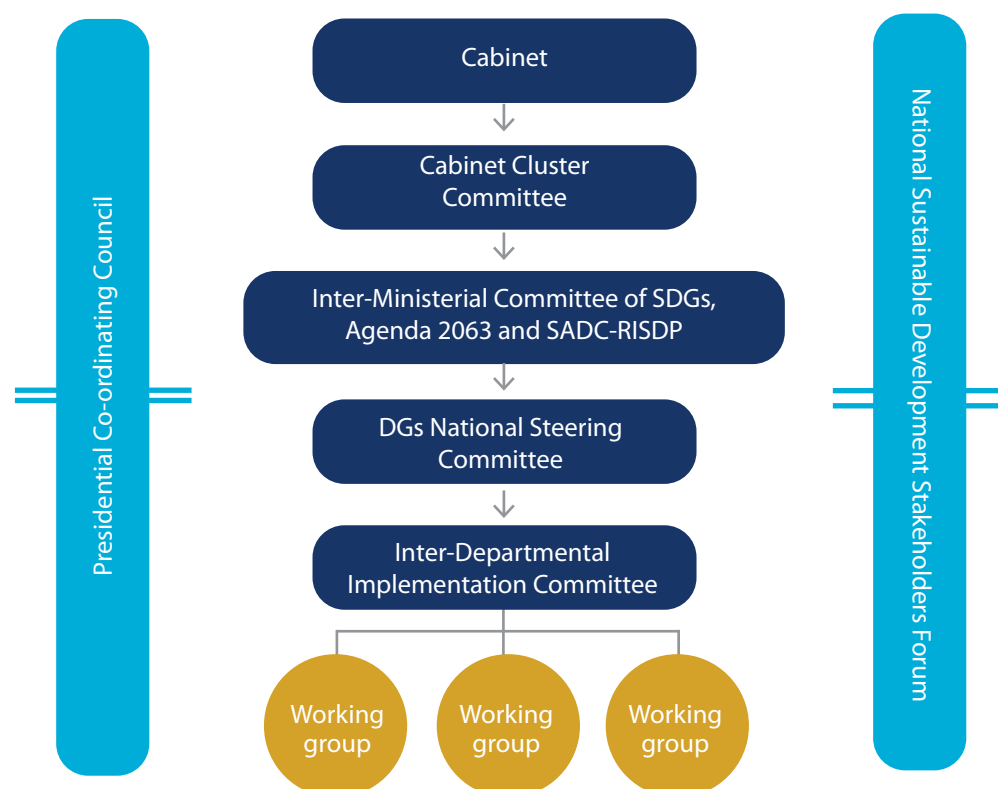 Presidential Co-ordinating Council
Cabinet
Cabinet Cluster
Committee
Inter-Ministerial Committee of SDGs,
Agenda 2063 and SADC-RISDP
DGs National Steering
Committee
Inter-Departmental
Implementation Committee
Working
group
Working
group
Working
group
National Sustainable Development Stakeholders Forum